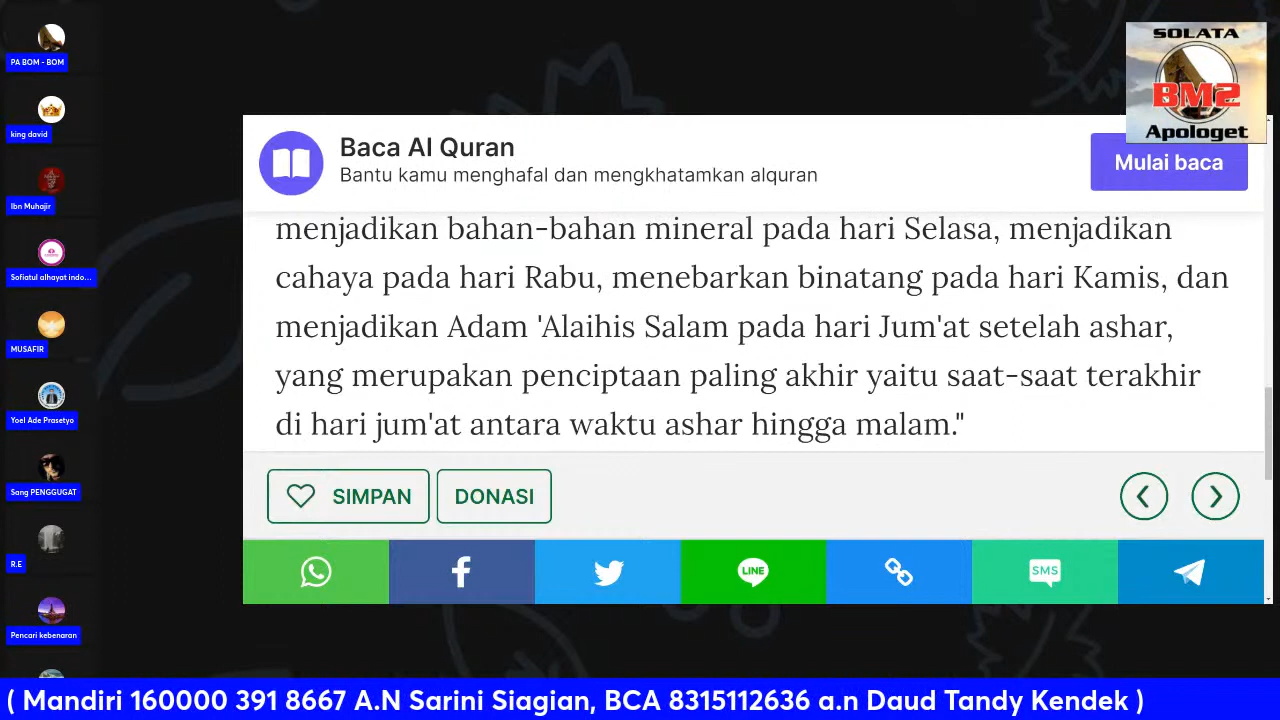 PA BOM - BOM
king david
Ibn Muhajir
Sofiatul alhayat indo...
MUSAFIR
Yoel Ade Prasetyo
Sang PENGGUGAT
R.E
Pencari kebenaran
SOLATA
BM2
Apologet
Baca Al Quran
Bantu kamu menghafal dan mengkhatamkan alquran
Mulai baca
menjadikan bahan-bahan mineral pada hari Selasa, menjadikan
cahaya pada hari Rabu, menebarkan binatang pada hari Kamis, dan
menjadikan Adam 'Alaihis Salam pada hari Jum'at setelah ashar,
yang merupakan penciptaan paling akhir yaitu saat-saat terakhir
di hari jum'at antara waktu ashar hingga malam."
SIMPAN
DONASI
LINE
SMS
( Mandiri 160000 391 8667 A.N Sarini Siagian, BCA 8315112636 a.n Daud Tandy Kendek )